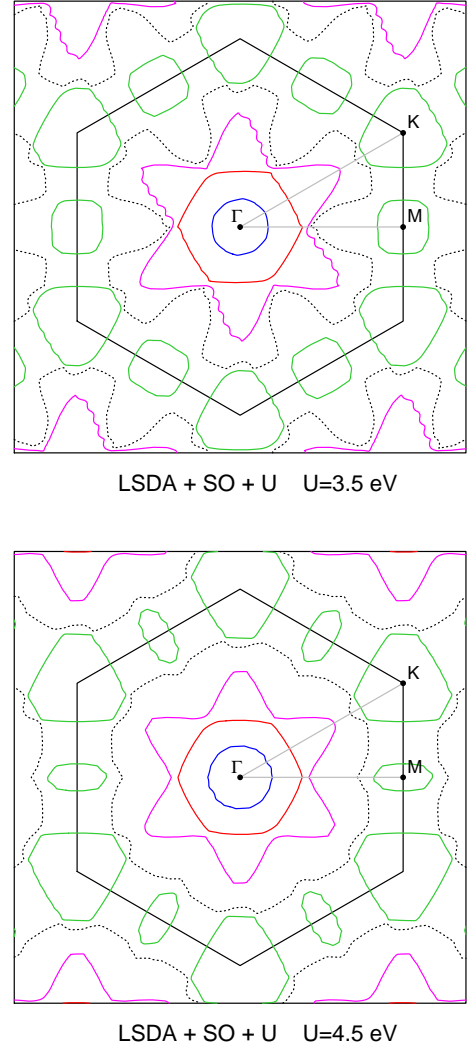 K
Γ
M
LSDA + SO + U U=3.5 eV
K
Γ
M
LSDA + SO + U U=4.5 eV